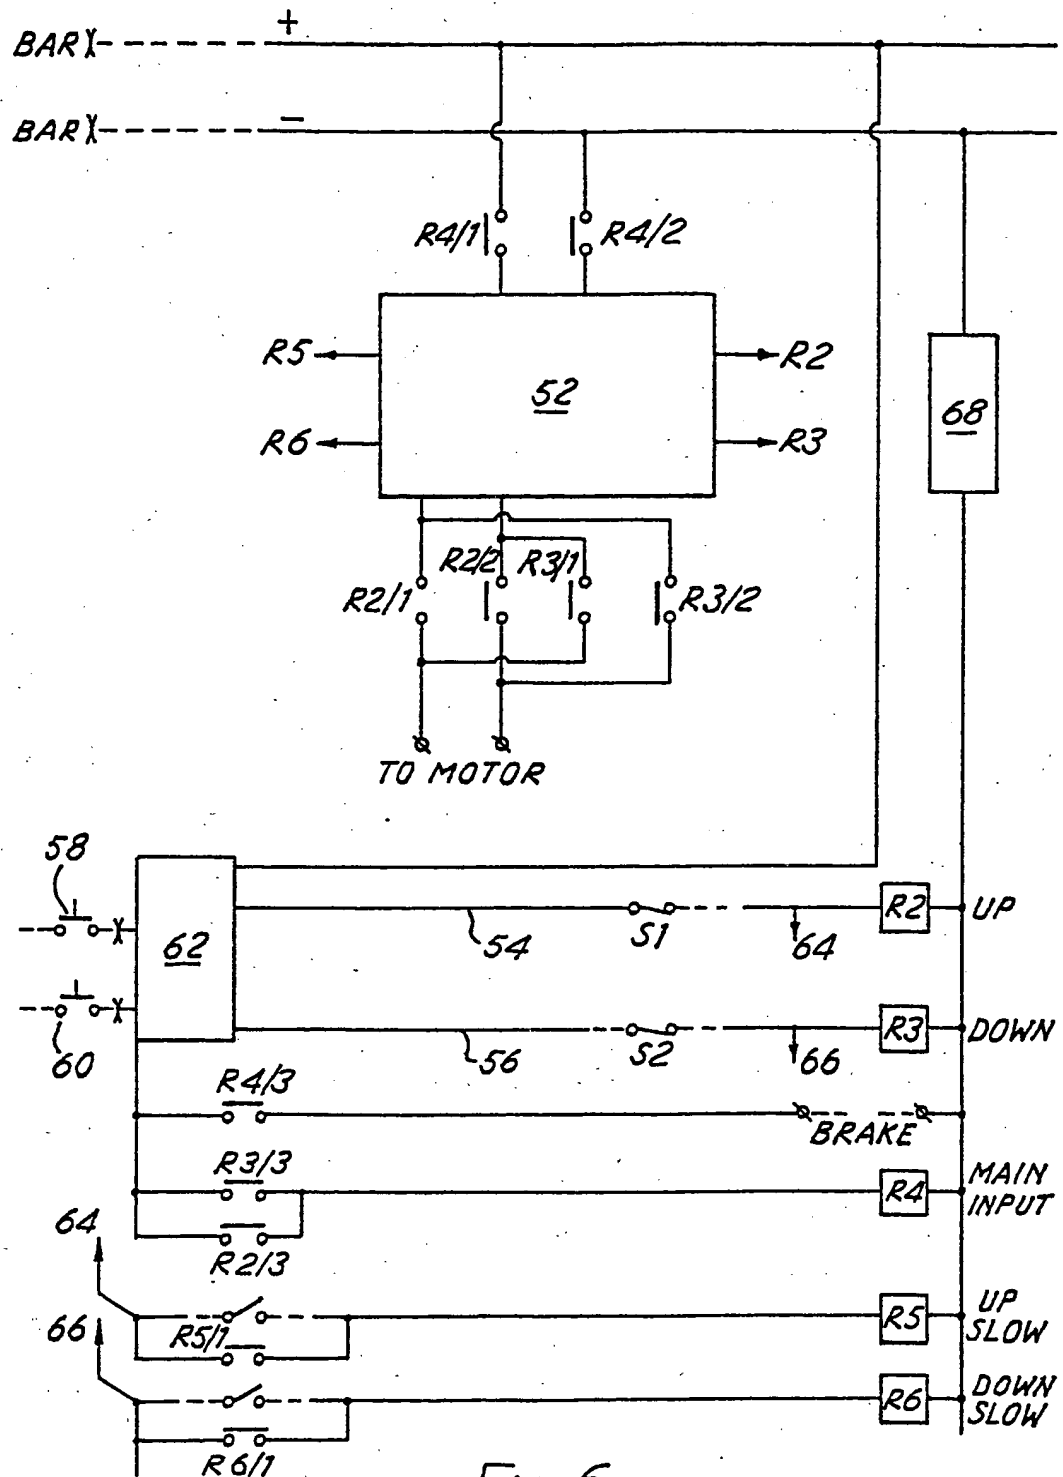 BAR +
BAR -
R4/1 R4/2
R5 R2
52
68
R6 R3
R2/2 R3/1
R2/1 R3/2
TO MOTOR
58
62
54 S1 64 R2 UP
60
56 S2 66 R3 DOWN
R4/3
BRAKE
R3/3
R4 MAIN INPUT
64
R2/3
66
R5/1
R5 UP SLOW
R6 DOWN SLOW
R6/1